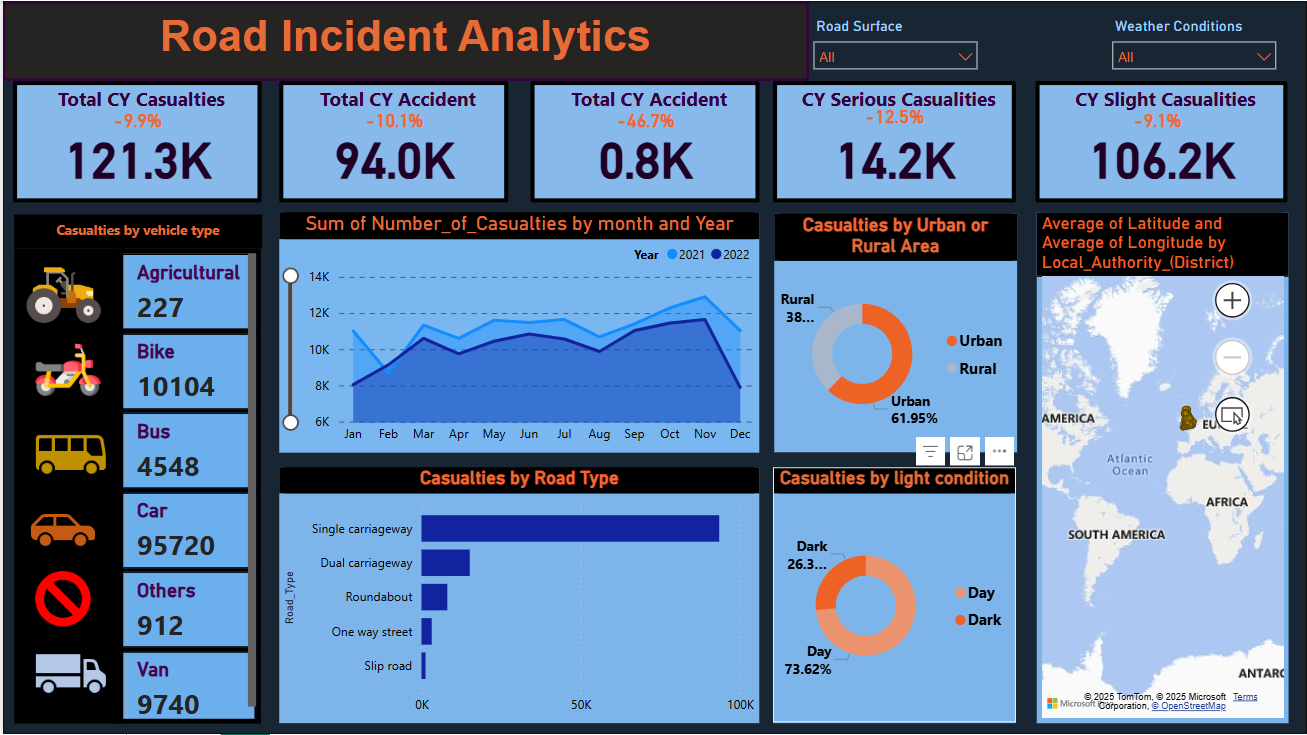 Road Incident Analytics
Road Surface
All
Weather Conditions
All
Total CY Casualties
-9.9%
121.3K
Total CY Accident
-10.1%
94.0K
Total CY Accident
-46.7%
0.8K
CY Serious Casualities
-12.5%
14.2K
CY Slight Casualities
-9.1%
106.2K
Casualties by vehicle type
Agricultural
227
Bike
10104
Bus
4548
Car
95720
Others
912
Van
9740
Sum of Number_of_Casualties by month and Year
Year 2021 2022
14K
12K
10K
8K
6K
Jan Feb Mar Apr May Jun Jul Aug Sep Oct Nov Dec
Casualties by Road Type
Road_Type
Single carriageway
Dual carriageway
Roundabout
One way street
Slip road
0K 50K 100K
Casualties by Urban or
Rural Area
Rural
38...
Urban
61.95%
Urban
Rural
Casualties by light condition
Dark
26.3...
Day
73.62%
Day
Dark
Average of Latitude and
Average of Longitude by
Local_Authority_(District)
AMERICA
Atlantic
Ocean
AFRICA
SOUTH AMERICA
ANTARC
© 2025 TomTom, © 2025 Microsoft
Corporation, © OpenStreetMap
Terms
Microsoft